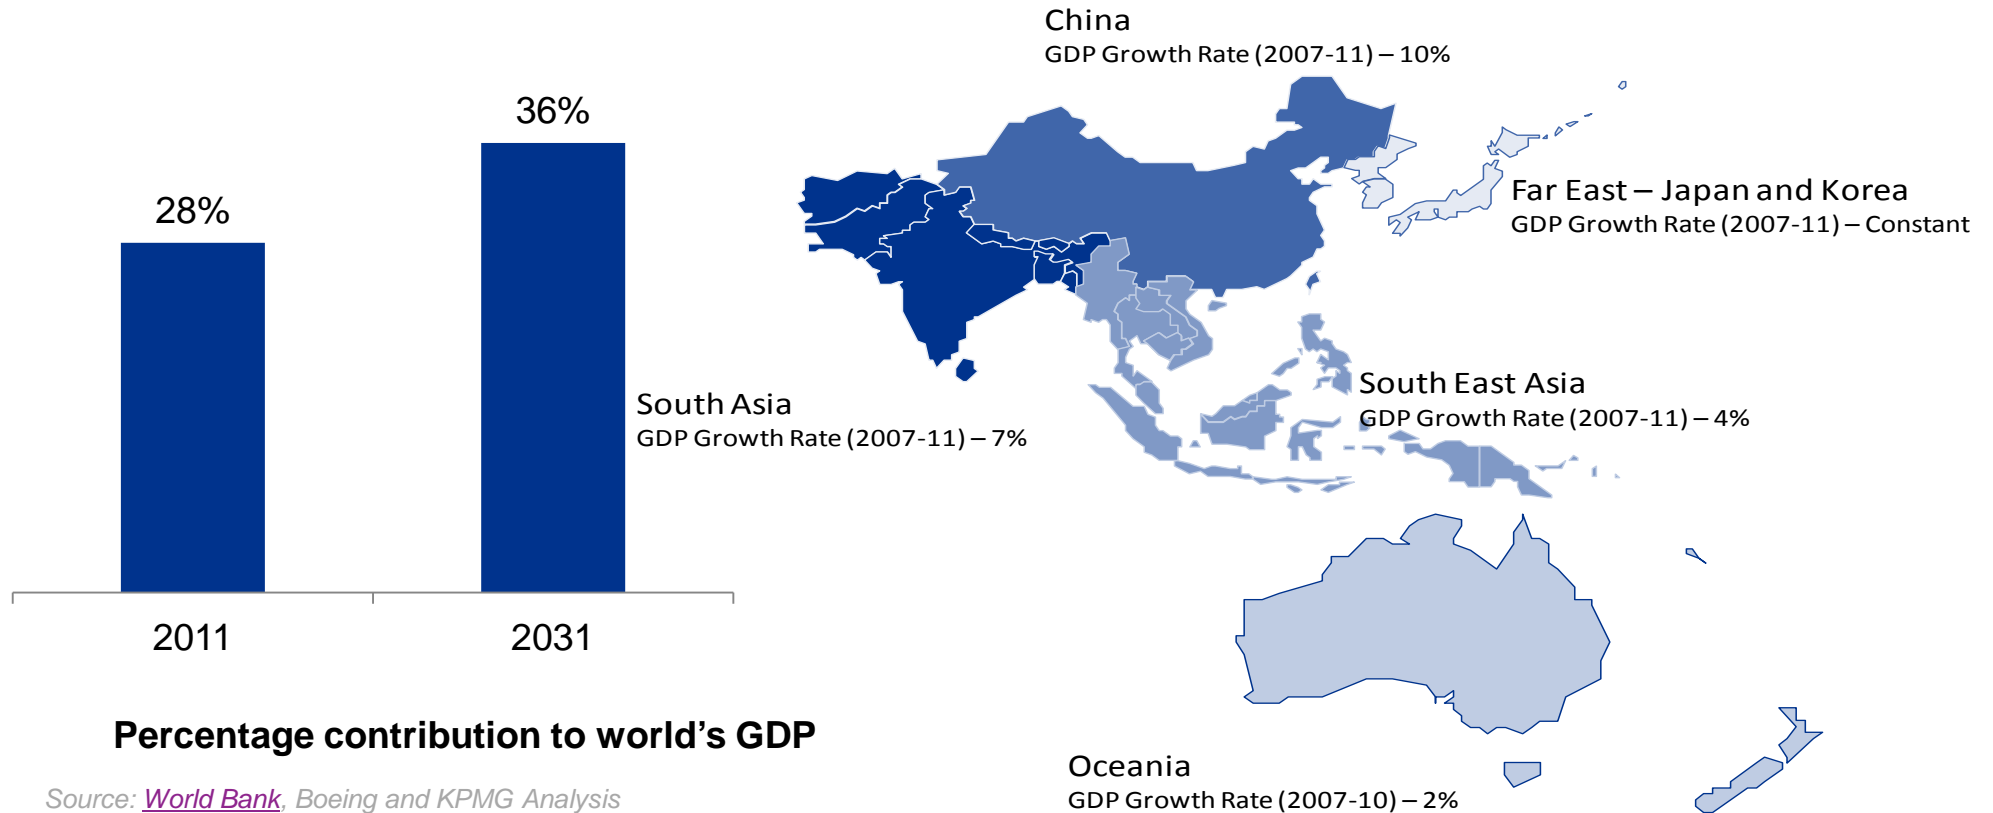 China
GDP Growth Rate (2007-11) – 10%
36%
28%
Far East – Japan and Korea
GDP Growth Rate (2007-11) – Constant
South East Asia
GDP Growth Rate (2007-11) – 4%
South Asia
GDP Growth Rate (2007-11) – 7%
2011
2031
Percentage contribution to world’s GDP
Oceania
GDP Growth Rate (2007-10) – 2%
Source: World Bank, Boeing and KPMG Analysis